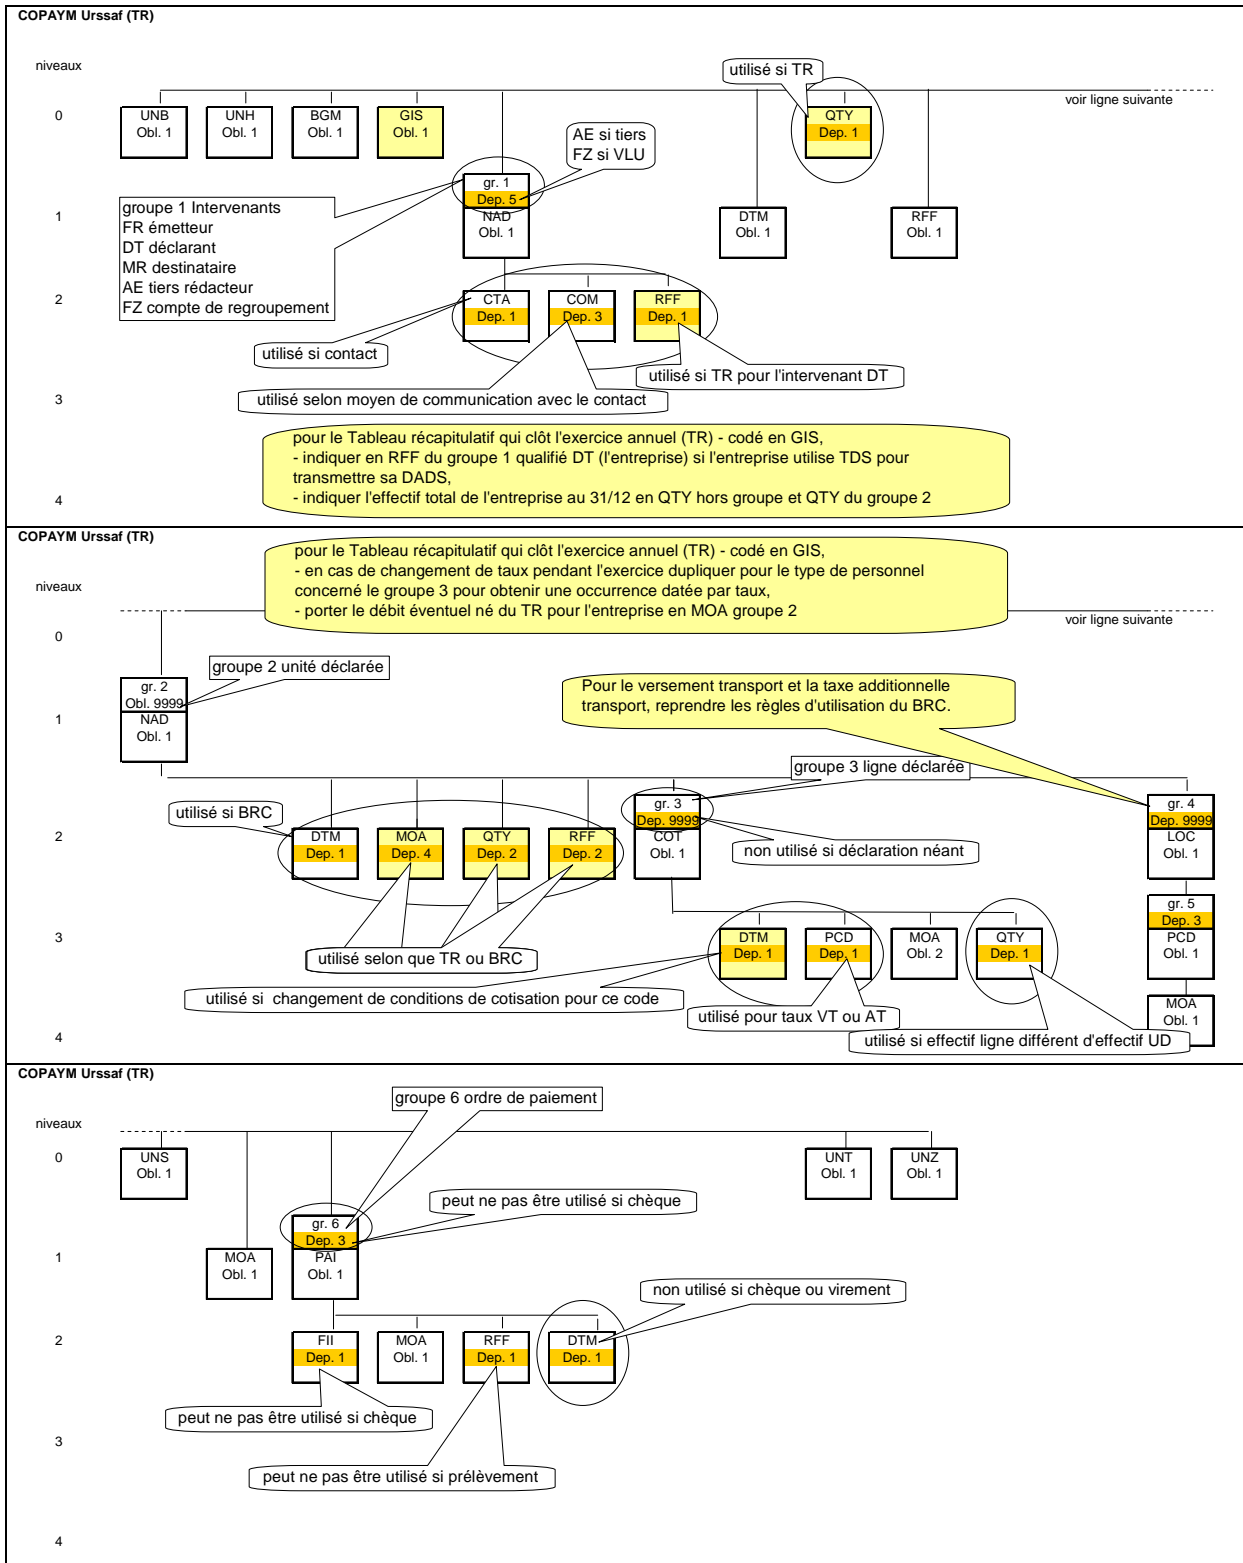 COPAYM Urssaf (TR)
niveaux
utilisé si TR
voir ligne suivante
0
UNB
Obl. 1
UNH
Obl. 1
BGM
Obl. 1
GIS
Obl. 1
QTY
Dep. 1
AE si tiers
FZ si VLU
gr. 1
Dep. 5
NAD
Obl. 1
groupe 1 Intervenants
FR émetteur
DT déclarant
MR destinataire
AE tiers rédacteur
FZ compte de regroupement
1
DTM
Obl. 1
RFF
Obl. 1
2
CTA
Dep. 1
COM
Dep. 3
RFF
Dep. 1
utilisé si contact
utilisé si TR pour l'intervenant DT
3
utilisé selon moyen de communication avec le contact
pour le Tableau récapitulatif qui clôt l'exercice annuel (TR) - codé en GIS,
- indiquer en RFF du groupe 1 qualifié DT (l'entreprise) si l'entreprise utilise TDS pour
transmettre sa DADS,
- indiquer l'effectif total de l'entreprise au 31/12 en QTY hors groupe et QTY du groupe 2
4
COPAYM Urssaf (TR)
pour le Tableau récapitulatif qui clôt l'exercice annuel (TR) - codé en GIS,
- en cas de changement de taux pendant l'exercice dupliquer pour le type de personnel
concerné le groupe 3 pour obtenir une occurrence datée par taux,
- porter le débit éventuel né du TR pour l'entreprise en MOA groupe 2
niveaux
voir ligne suivante
0
groupe 2 unité déclarée
gr. 2
Obl. 9999
NAD
Obl. 1
Pour le versement transport et la taxe additionnelle
transport, reprendre les règles d'utilisation du BRC.
1
groupe 3 ligne déclarée
utilisé si BRC
gr. 3
Dep. 9999
COT
Obl. 1
gr. 4
Dep. 9999
LOC
Obl. 1
2
DTM
Dep. 1
MOA
Dep. 4
QTY
Dep. 2
RFF
Dep. 2
non utilisé si déclaration néant
gr. 5
Dep. 3
PCD
Obl. 1
3
DTM
Dep. 1
PCD
Dep. 1
MOA
Obl. 2
QTY
Dep. 1
utilisé selon que TR ou BRC
utilisé si changement de conditions de cotisation pour ce code
MOA
Obl. 1
utilisé pour taux VT ou AT
4
utilisé si effectif ligne différent d'effectif UD
COPAYM Urssaf (TR)
groupe 6 ordre de paiement
niveaux
0
UNS
Obl. 1
UNT
Obl. 1
UNZ
Obl. 1
peut ne pas être utilisé si chèque
gr. 6
Dep. 3
PAI
Obl. 1
1
MOA
Obl. 1
non utilisé si chèque ou virement
2
FII
Dep. 1
MOA
Obl. 1
RFF
Dep. 1
DTM
Dep. 1
peut ne pas être utilisé si chèque
3
peut ne pas être utilisé si prélèvement
4